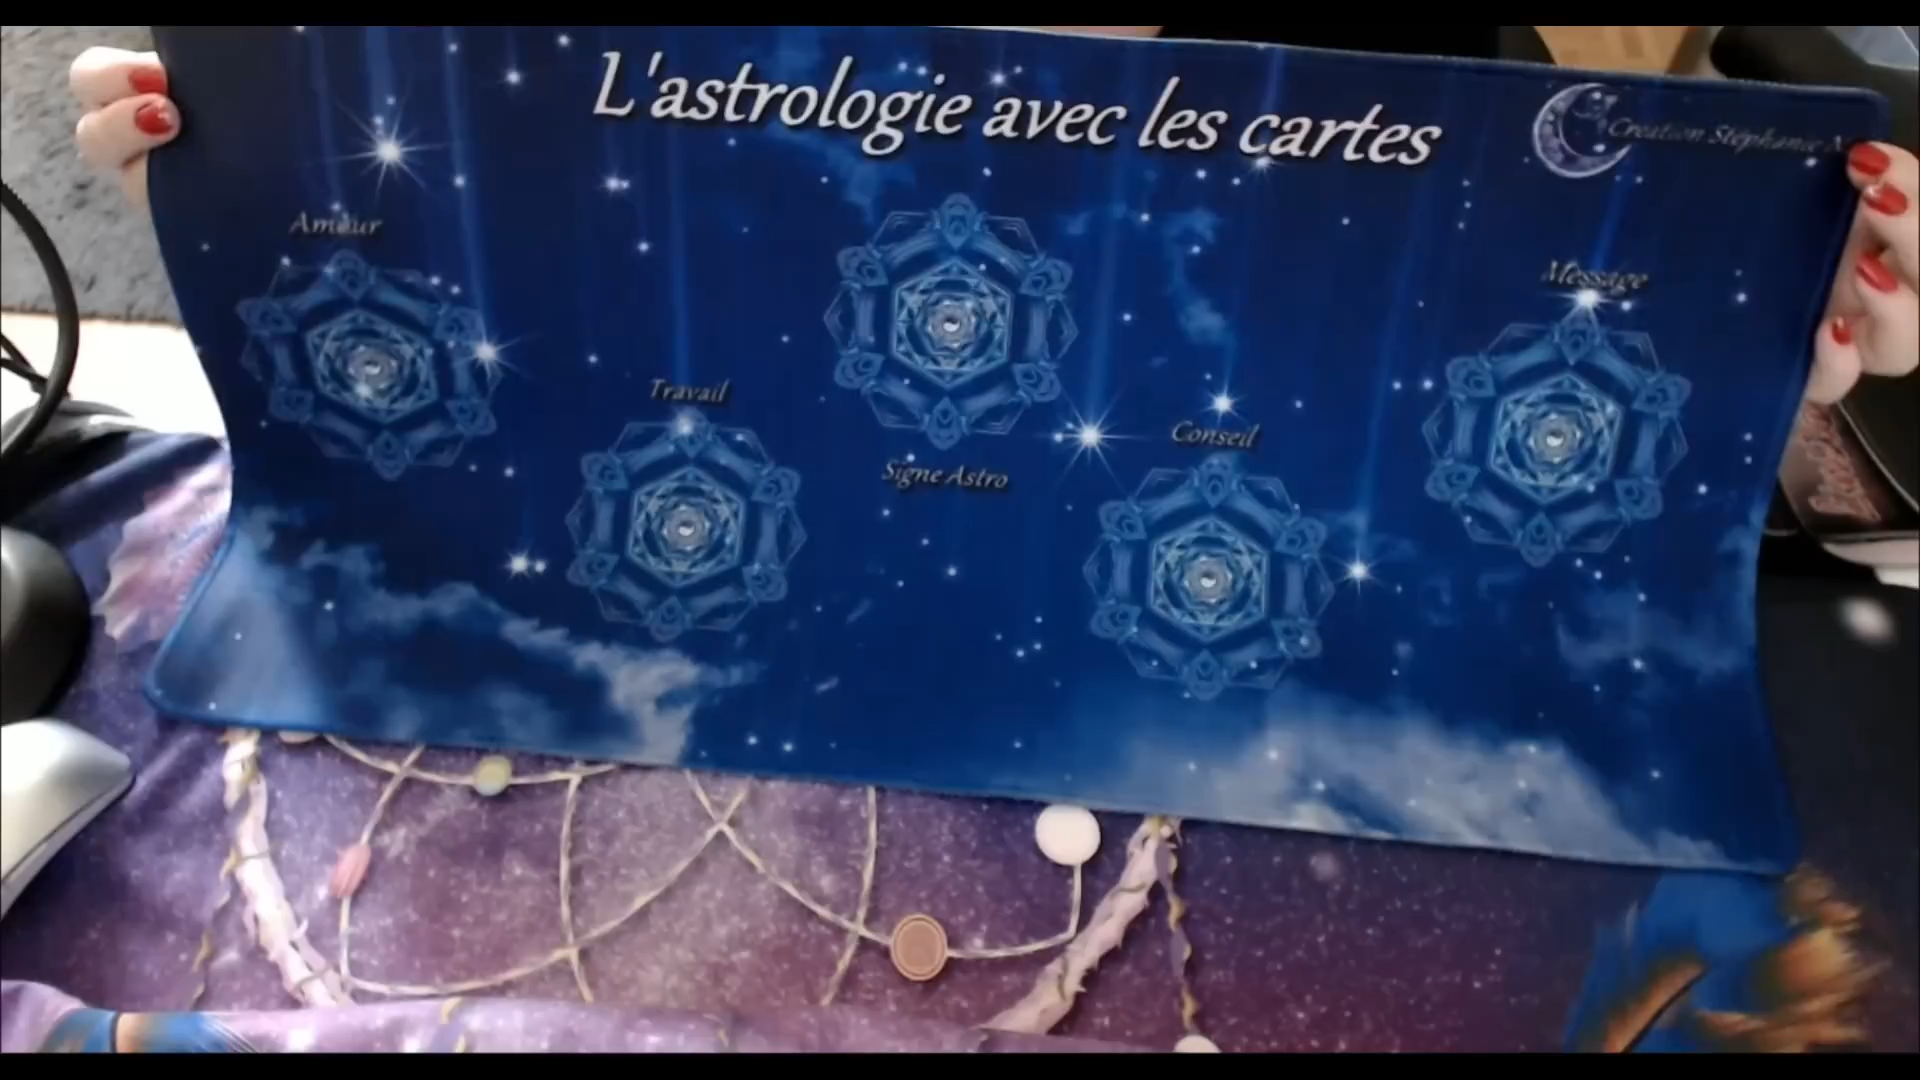 L'astrologie avec les cartes
Création Stéphanie
Amour
Message
Travail
Conseil
Signe Astro